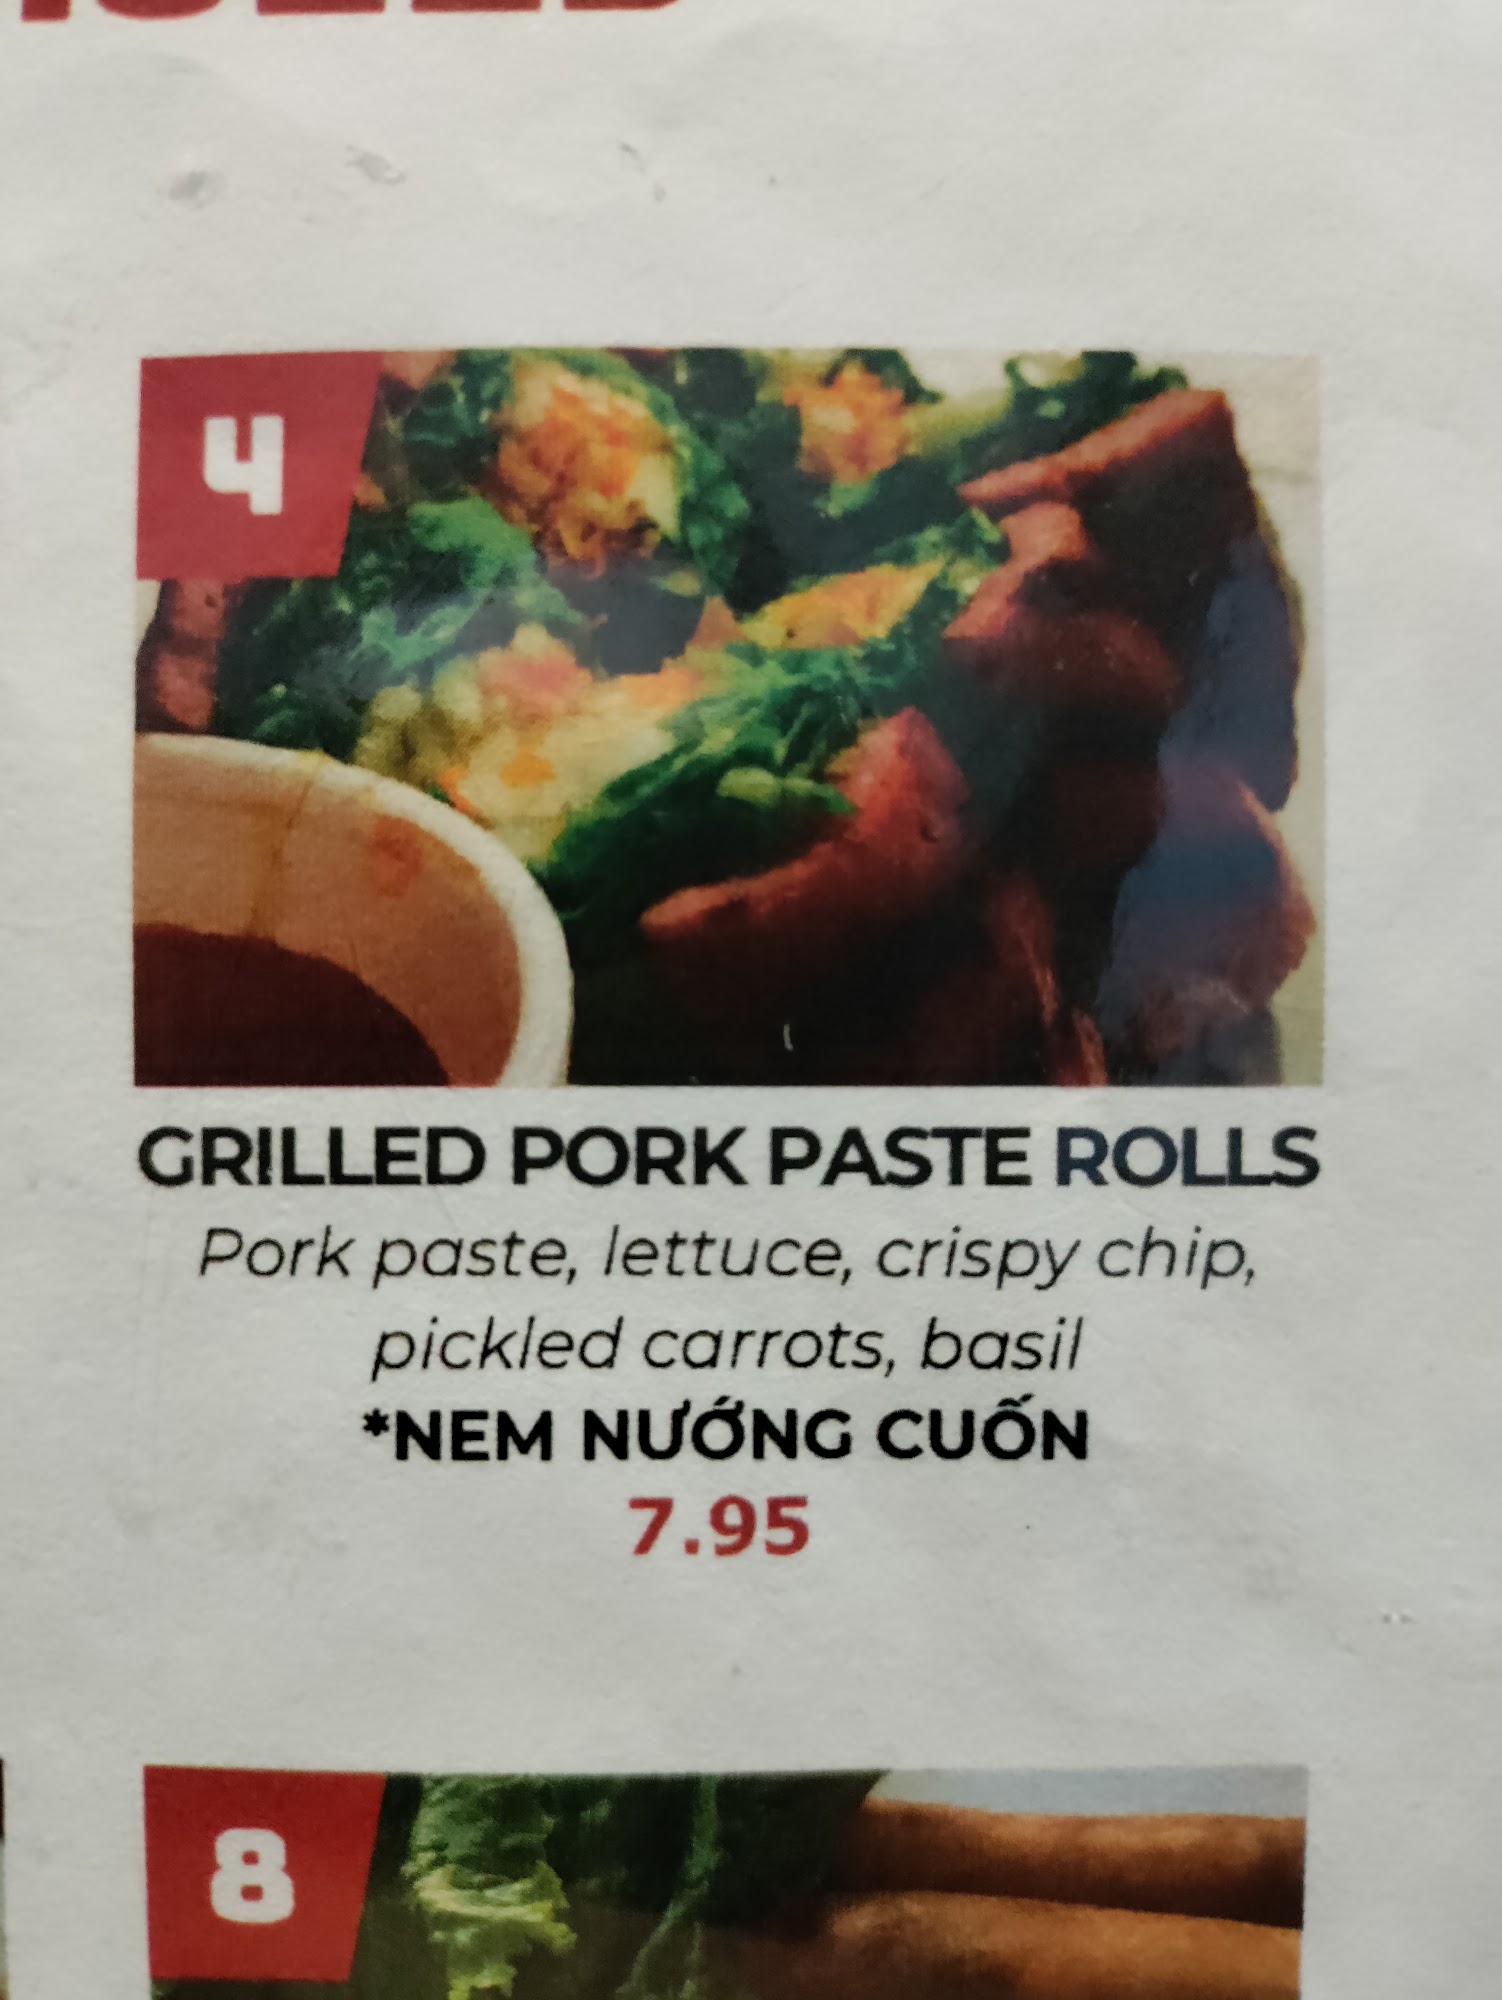 4
GRILLED PORK PASTE ROLLS
Pork paste, lettuce, crispy chip,
pickled carrots, basil
*NEM NƯỚNG CUỐN
7.95
8